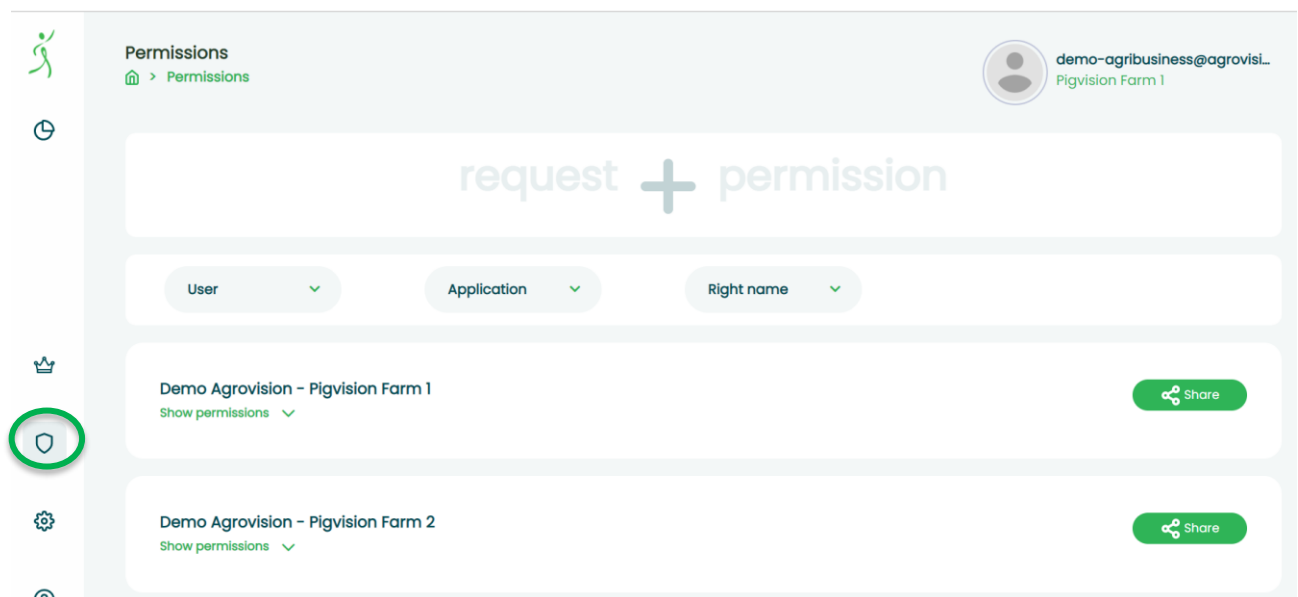 Permissions
> Permissions
demo-agribusiness@agrovisi...
Pigvision Farm 1
request + permission
User
Application
Right name
Demo Agrovision - Pigvision Farm 1
Show permissions
Share
Demo Agrovision - Pigvision Farm 2
Show permissions
Share